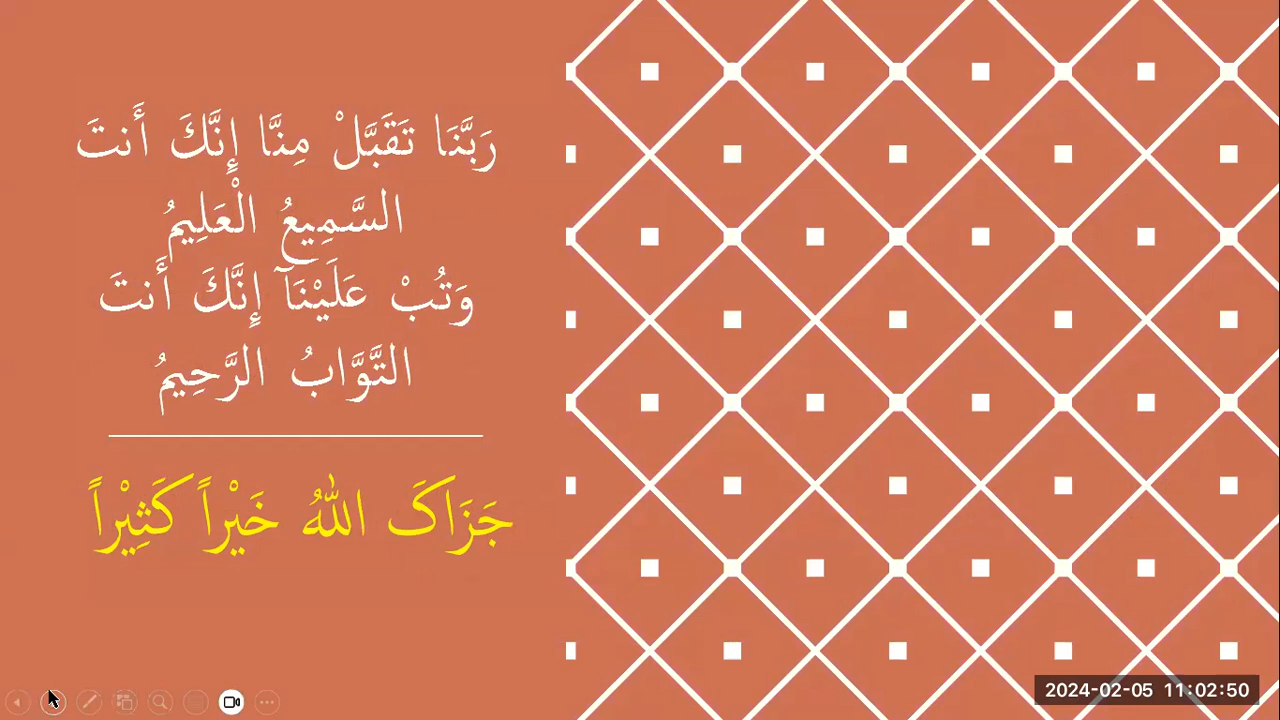 رَبَّنَا تَقَبَّلْ مِنَّا إِنَّكَ أَنتَ
السَّمِيعُ الْعَلِيمُ
وَتُبْ عَلَيْنَآ إِنَّكَ أَنتَ
التَّوَّابُ الرَّحِيمُ
جَزَاکَ اللهُ خَيْراً كَثِيْراً
2024-02-05 11:02:50